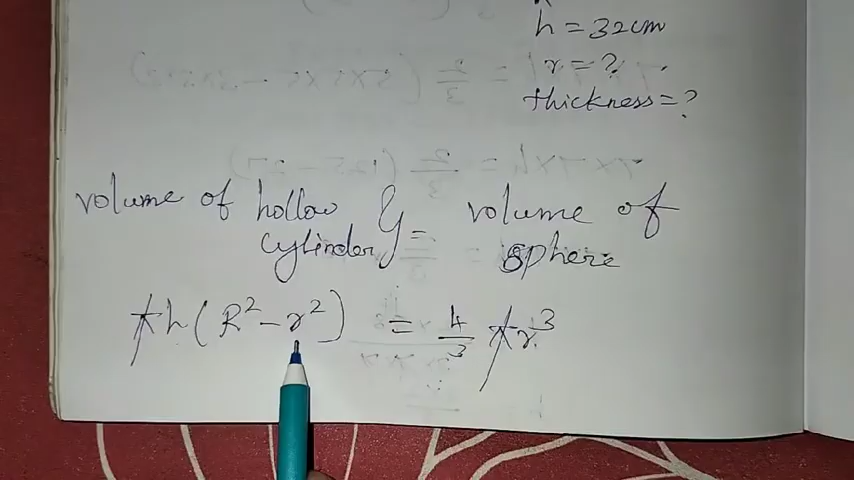 h = 32cm
r = ?
thickness = ?
volume of hollow cylinder } = volume of sphere
πh(R² - r²) = 4/3 πr³